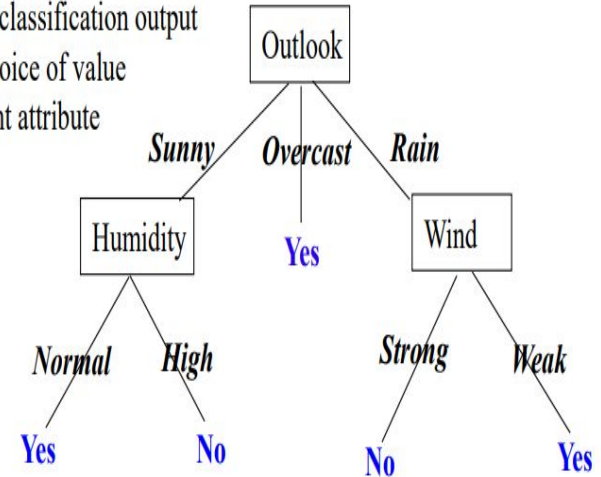 classification output
oice of value
nt attribute
Outlook
Sunny Overcast Rain
Humidity Yes Wind
Normal High Strong Weak
Yes No No Yes